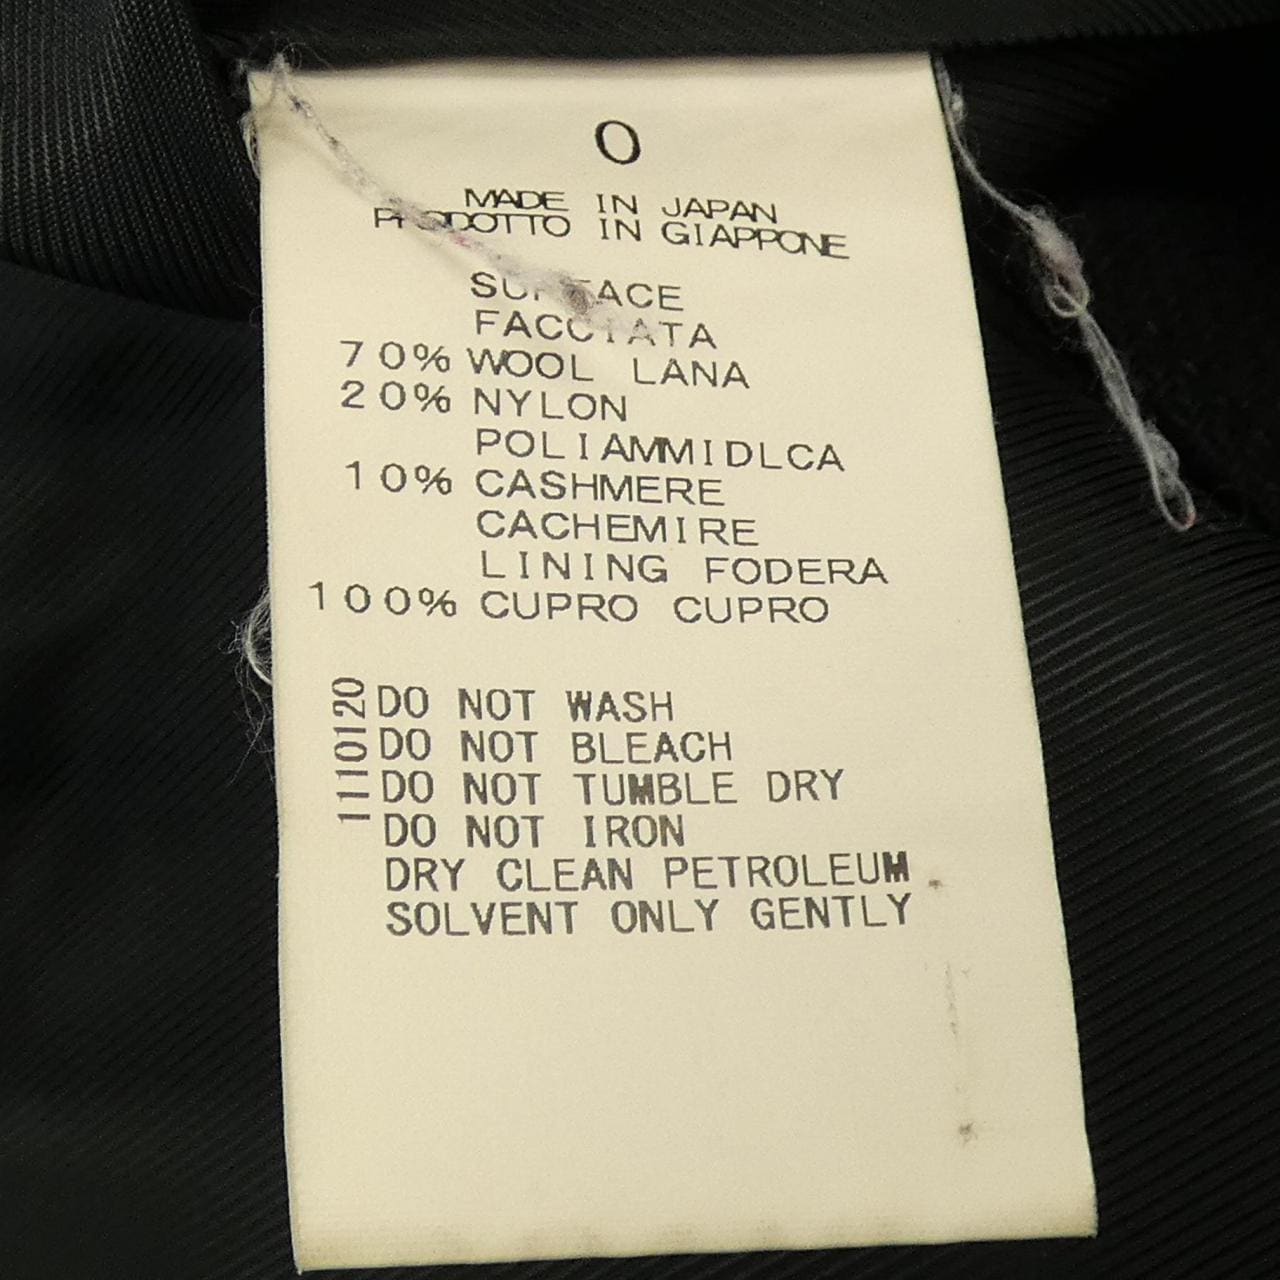 0
MADE IN JAPAN
PRODOTTO IN GIAPPONE
SURFACE
FACCIATA
70% WOOL LANA
20% NYLON
POLIAMMIDLCA
10% CASHMERE
CACHEMIRE
LINING FODERA
100% CUPRO CUPRO
1110120
DO NOT WASH
DO NOT BLEACH
DO NOT TUMBLE DRY
DO NOT IRON
DRY CLEAN PETROLEUM
SOLVENT ONLY GENTLY